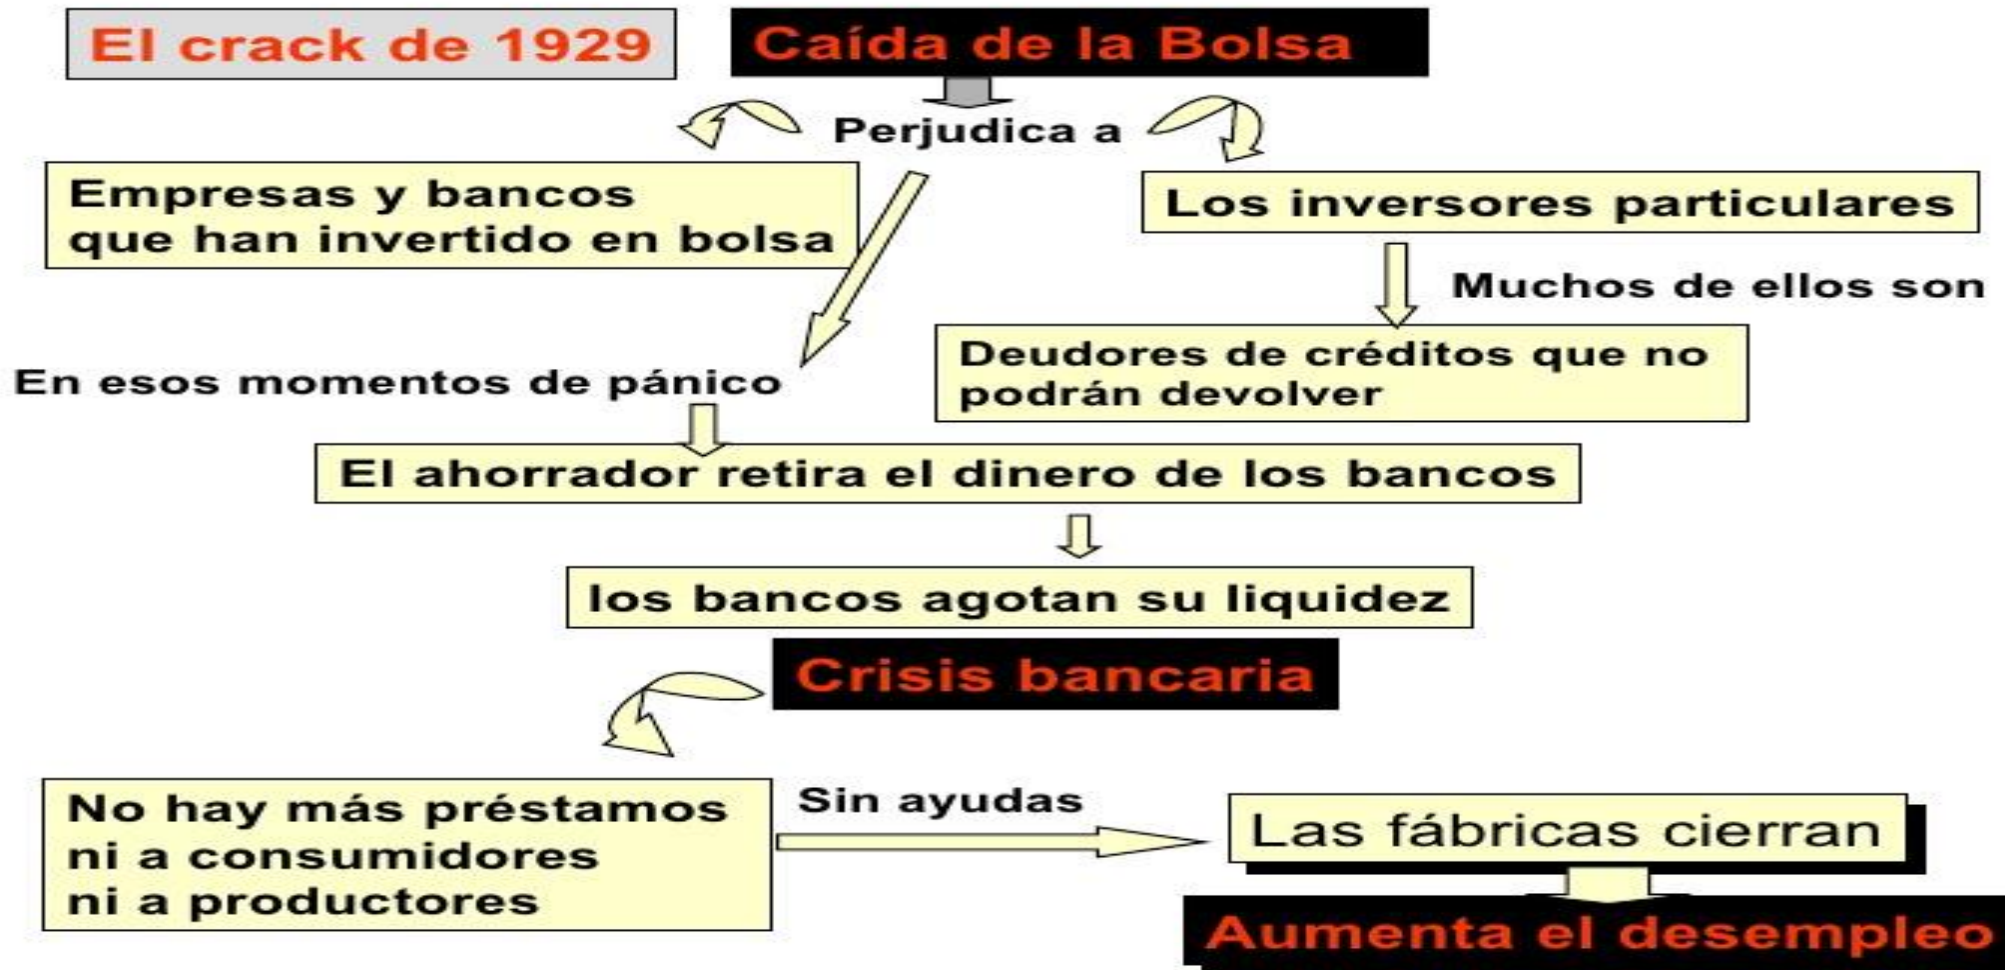 El crack de 1929
Caída de la Bolsa
Perjudica a
Empresas y bancos
que han invertido en bolsa
Los inversores particulares
Muchos de ellos son
Deudores de créditos que no
podrán devolver
En esos momentos de pánico
El ahorrador retira el dinero de los bancos
los bancos agotan su liquidez
Crisis bancaria
No hay más préstamos
ni a consumidores
ni a productores
Sin ayudas
Las fábricas cierran
Aumenta el desempleo